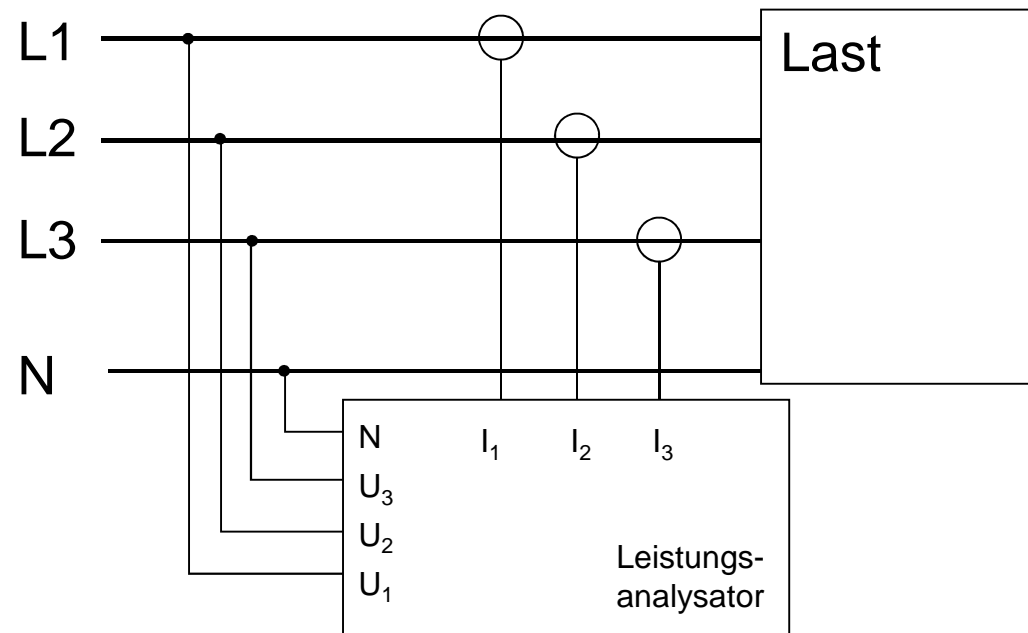 L1
Last
L2
L3
N
N I₁ I₂ I₃
U₃
U₂
U₁
Leistungs-
analysator